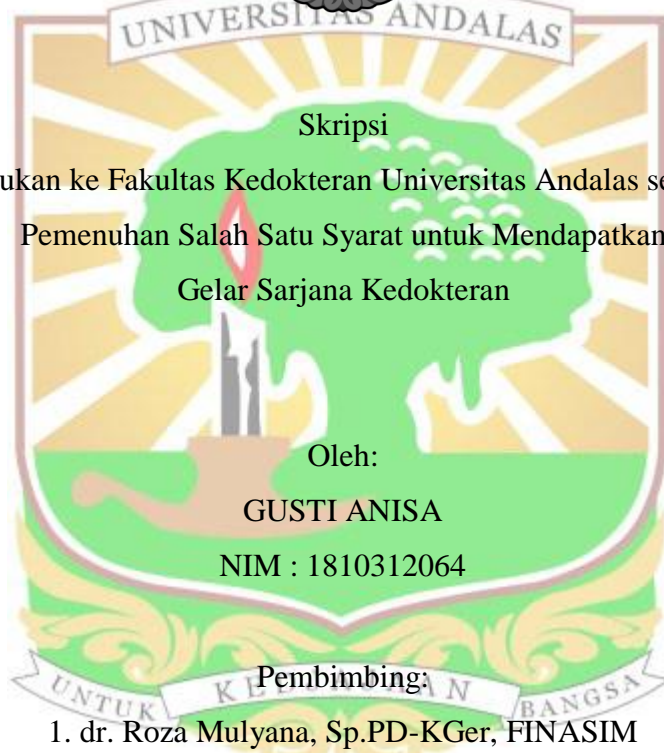 UNIVERSITAS ANDALAS
Skripsi
ukan ke Fakultas Kedokteran Universitas Andalas se
Pemenuhan Salah Satu Syarat untuk Mendapatkan
Gelar Sarjana Kedokteran
Oleh:
GUSTI ANISA
NIM : 1810312064
Pembimbing:
UNTUK KEDJAJAAN BANGSA
1. dr. Roza Mulyana, Sp.PD-KGer, FINASIM